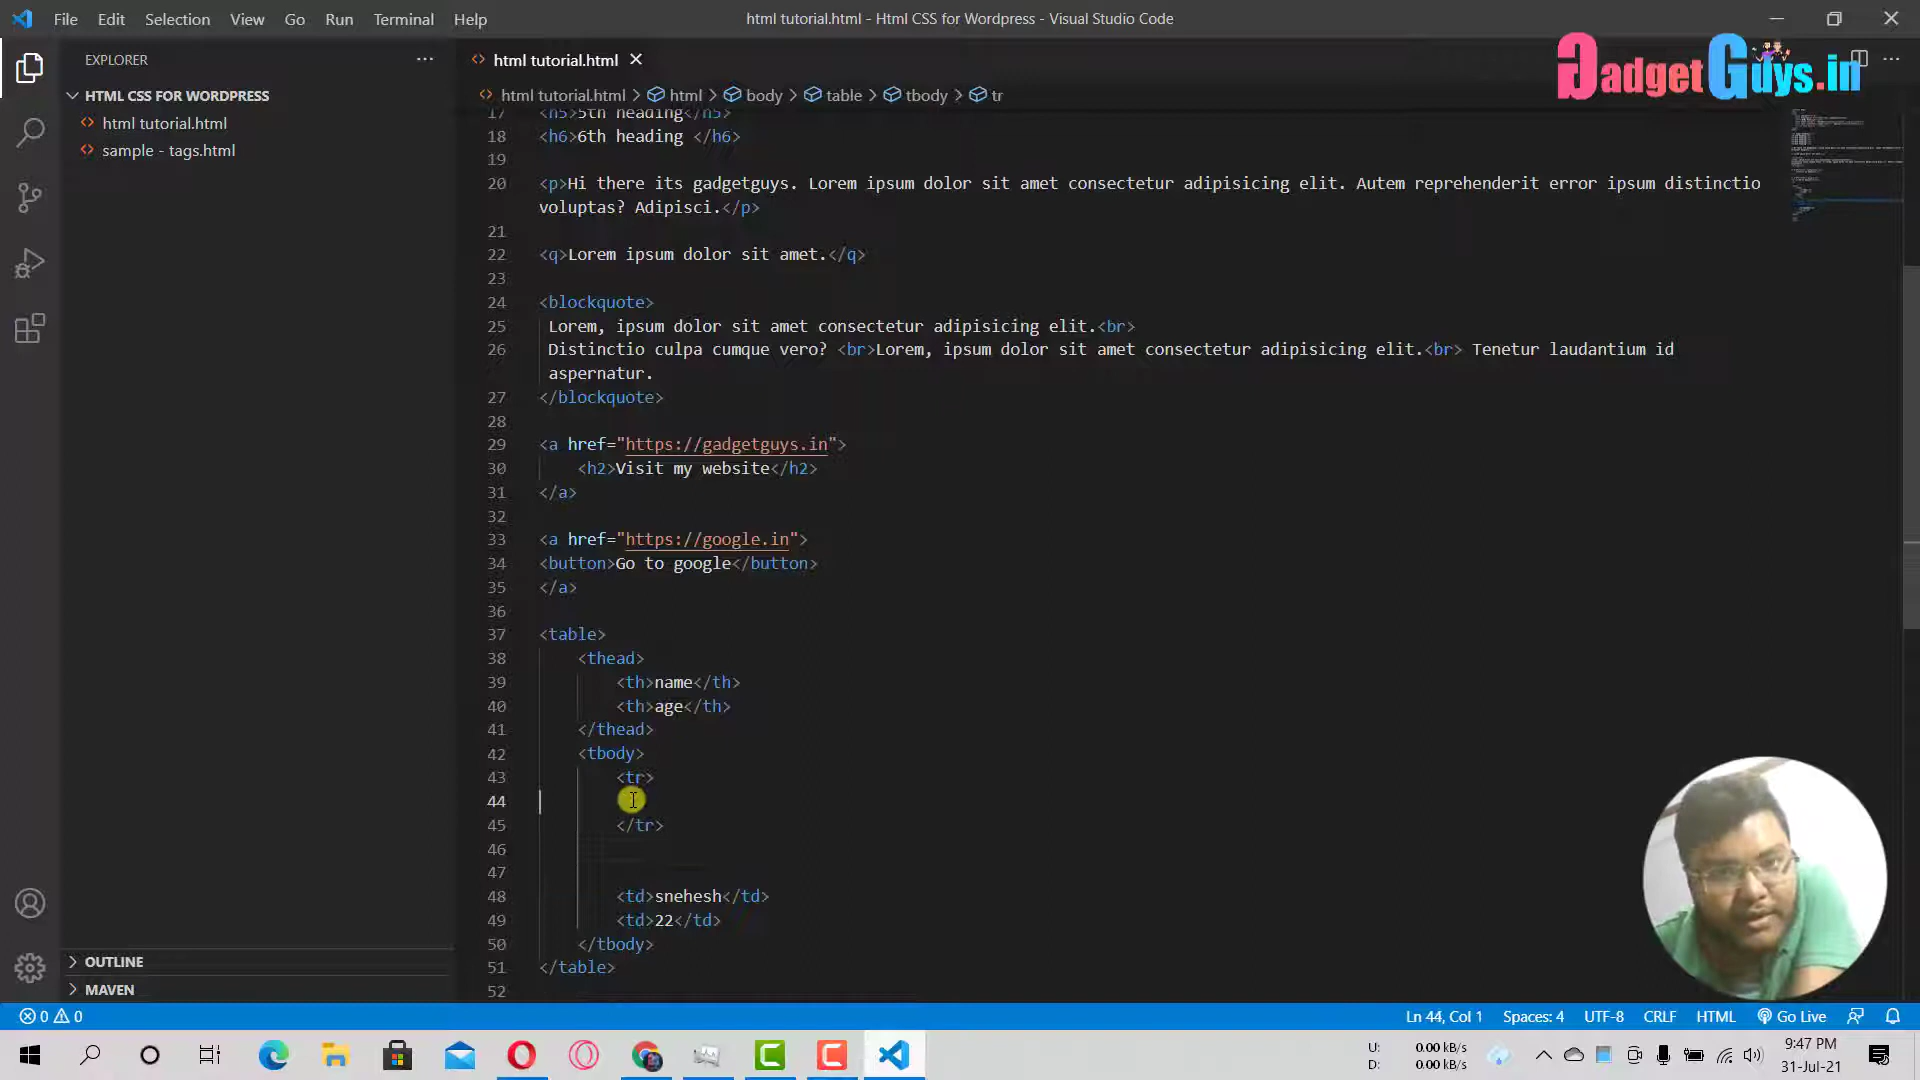 File Edit Selection View Go Run Terminal Help
html tutorial.html - Html CSS for Wordpress - Visual Studio Code
GadgetGuys.in
EXPLORER
HTML CSS FOR WORDPRESS
html tutorial.html
sample - tags.html
OUTLINE
MAVEN
html tutorial.html
html tutorial.html > html > body > table > tbody > tr
17 <h5>5th heading</h5>
18 <h6>6th heading </h6>
19
20 <p>Hi there its gadgetguys. Lorem ipsum dolor sit amet consectetur adipisicing elit. Autem reprehenderit error ipsum distinctio
voluptas? Adipisci.</p>
21
22 <q>Lorem ipsum dolor sit amet.</q>
23
24 <blockquote>
25 Lorem, ipsum dolor sit amet consectetur adipisicing elit.<br>
26 Distinctio culpa cumque vero? <br>Lorem, ipsum dolor sit amet consectetur adipisicing elit.<br> Tenetur laudantium id
aspernatur.
27 </blockquote>
28
29 <a href="https://gadgetguys.in">
30 <h2>Visit my website</h2>
31 </a>
32
33 <a href="https://google.in">
34 <button>Go to google</button>
35 </a>
36
37 <table>
38 <thead>
39 <th>name</th>
40 <th>age</th>
41 </thead>
42 <tbody>
43 <tr>
44
45 </tr>
46
47
48 <td>snehesh</td>
49 <td>22</td>
50 </tbody>
51 </table>
52
0 0
Ln 44, Col 1 Spaces: 4 UTF-8 CRLF HTML Go Live
U: 0.00 kB/s
D: 0.00 kB/s
9:47 PM
31-Jul-21